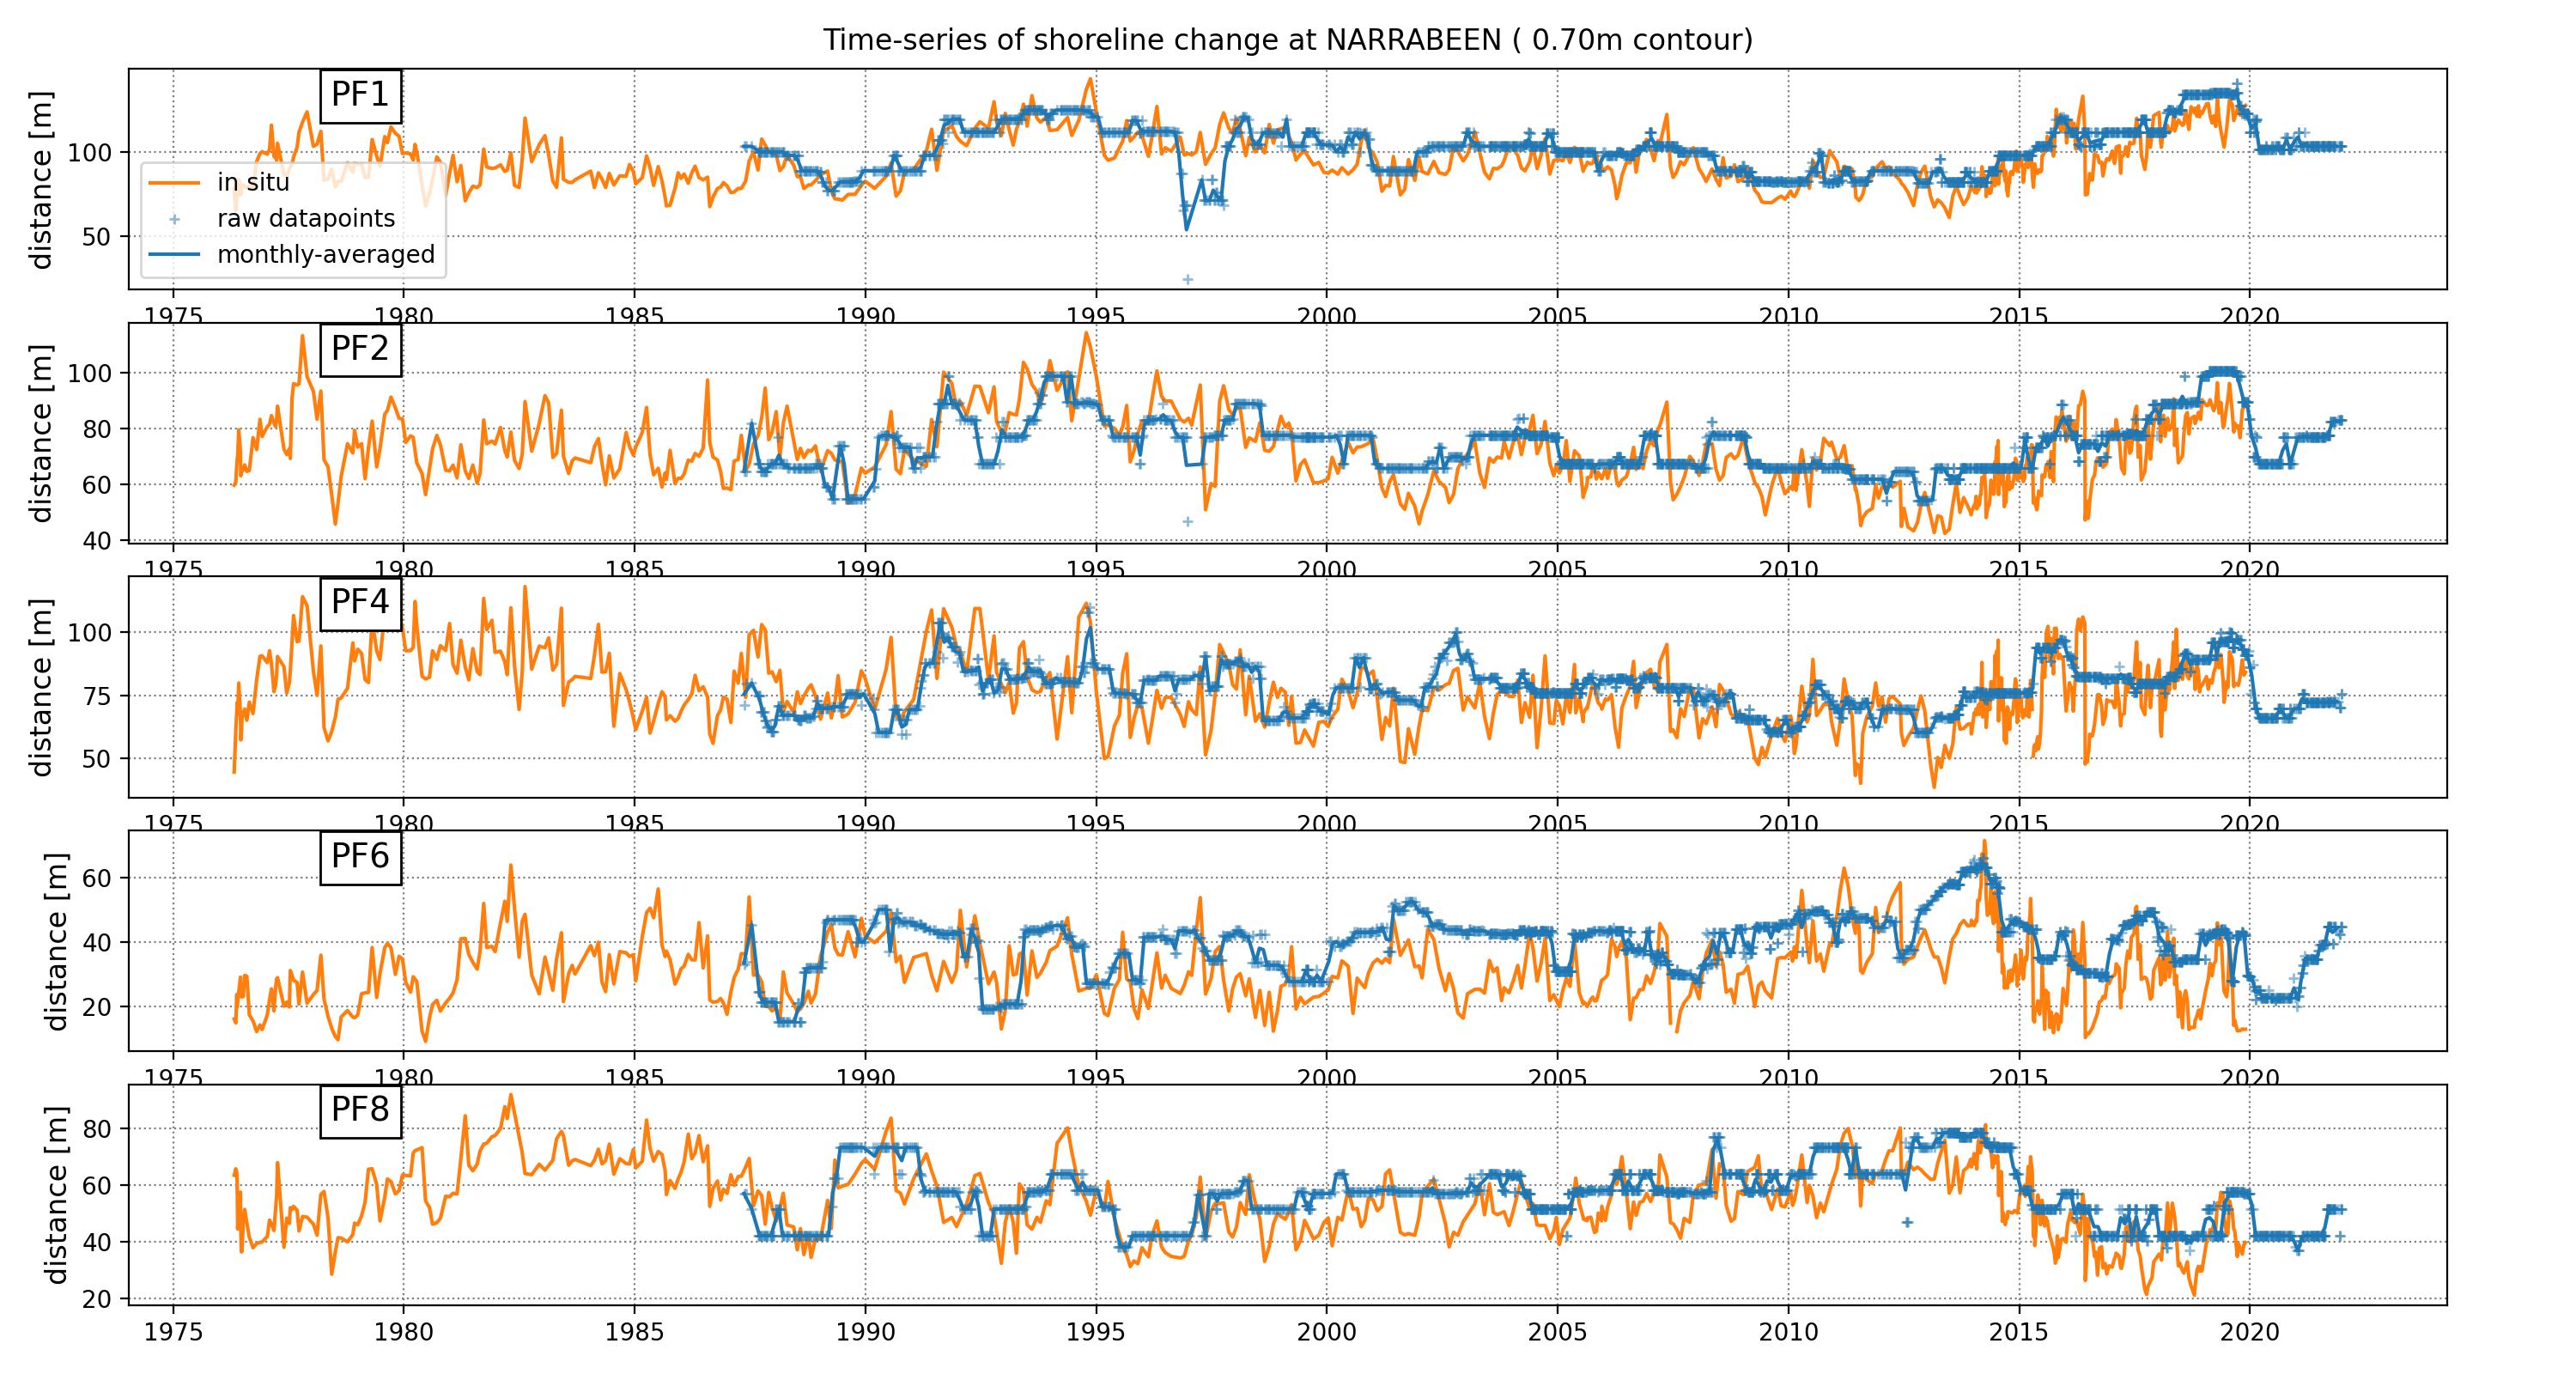 Time-series of shoreline change at NARRABEEN ( 0.70m contour)
PF1
distance [m]
100
50
in situ
raw datapoints
monthly-averaged
1975 1980 1985 1990 1995 2000 2005 2010 2015 2020
PF2
distance [m]
100
80
60
40
1975 1980 1985 1990 1995 2000 2005 2010 2015 2020
PF4
distance [m]
100
75
50
1975 1980 1985 1990 1995 2000 2005 2010 2015 2020
PF6
distance [m]
60
40
20
1975 1980 1985 1990 1995 2000 2005 2010 2015 2020
PF8
distance [m]
80
60
40
20
1975 1980 1985 1990 1995 2000 2005 2010 2015 2020